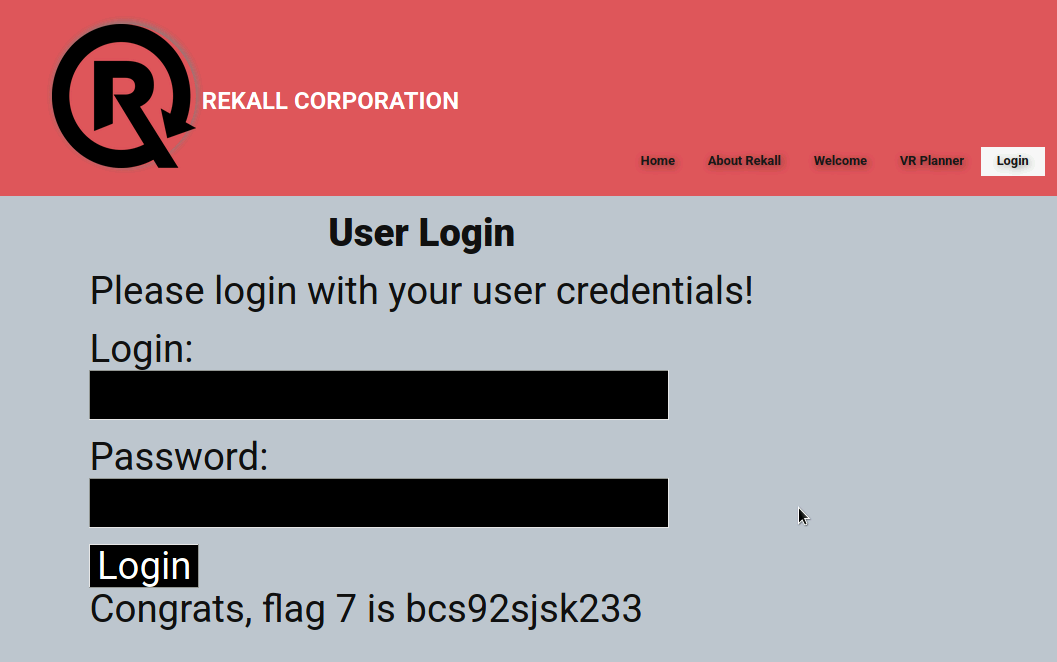 R
REKALL CORPORATION
Home About Rekall Welcome VR Planner Login
User Login
Please login with your user credentials!
Login:
Password:
Login
Congrats, flag 7 is bcs92sjsk233